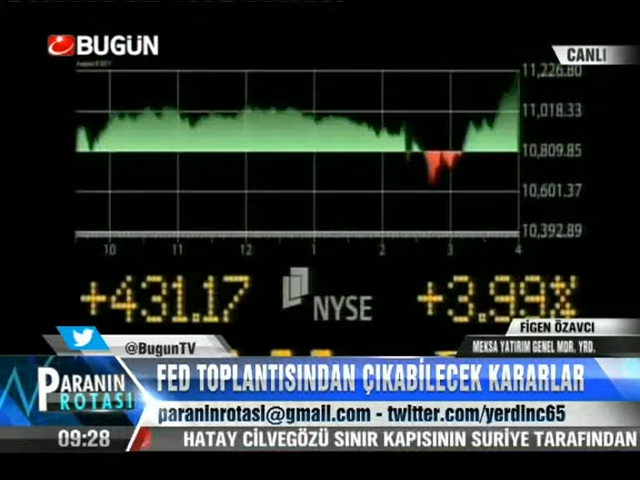 BUGÜN
CANLI
11,226.80
11,018.33
10,809.85
10,601.37
10,392.89
10 11 12 1 2 3 4
+431.17 NYSE +3.99%
FİGEN ÖZAVCI
@BugunTV
MEKSA YATIRIM GENEL MDR. YRD.
PARANIN ROTASI
FED TOPLANTISINDAN ÇIKABİLECEK KARARLAR
paraninrotasi@gmail.com - twitter.com/yerdinc65
09:28
HATAY CİLVEGÖZÜ SINIR KAPISININ SURİYE TARAFINDAN